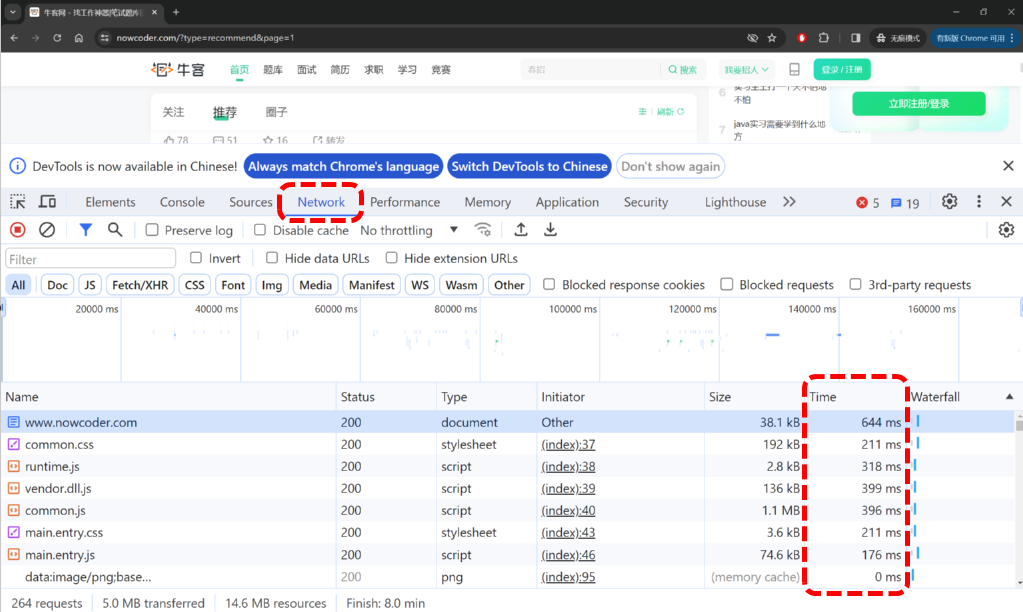 牛客网 - 找工作神器|笔试题库|
nowcoder.com/?type=recommend&page=1
无痕模式
有新版 Chrome 可用
牛客 首页 题库 面试 简历 求职 学习 竞赛 春招 搜索 我要招人 登录 / 注册
关注 推荐 圈子 刷新
78 51 16 转发
6
不怕
7 java实习需要学到什么地
方
立即注册/登录
DevTools is now available in Chinese! Always match Chrome's language Switch DevTools to Chinese Don't show again
Elements Console Sources Network Performance Memory Application Security Lighthouse 5 19
Preserve log Disable cache No throttling
Filter Invert Hide data URLs Hide extension URLs
All Doc JS Fetch/XHR CSS Font Img Media Manifest WS Wasm Other Blocked response cookies Blocked requests 3rd-party requests
20000 ms 40000 ms 60000 ms 80000 ms 100000 ms 120000 ms 140000 ms 160000 ms
Name Status Type Initiator Size Time Waterfall
www.nowcoder.com 200 document Other 38.1 kB 644 ms
common.css 200 stylesheet (index):37 192 kB 211 ms
runtime.js 200 script (index):38 2.8 kB 318 ms
vendor.dll.js 200 script (index):39 136 kB 399 ms
common.js 200 script (index):40 1.1 MB 396 ms
main.entry.css 200 stylesheet (index):43 3.6 kB 211 ms
main.entry.js 200 script (index):46 74.6 kB 176 ms
data:image/png;base... 200 png (index):95 (memory cache) 0 ms
264 requests 5.0 MB transferred 14.6 MB resources Finish: 8.0 min